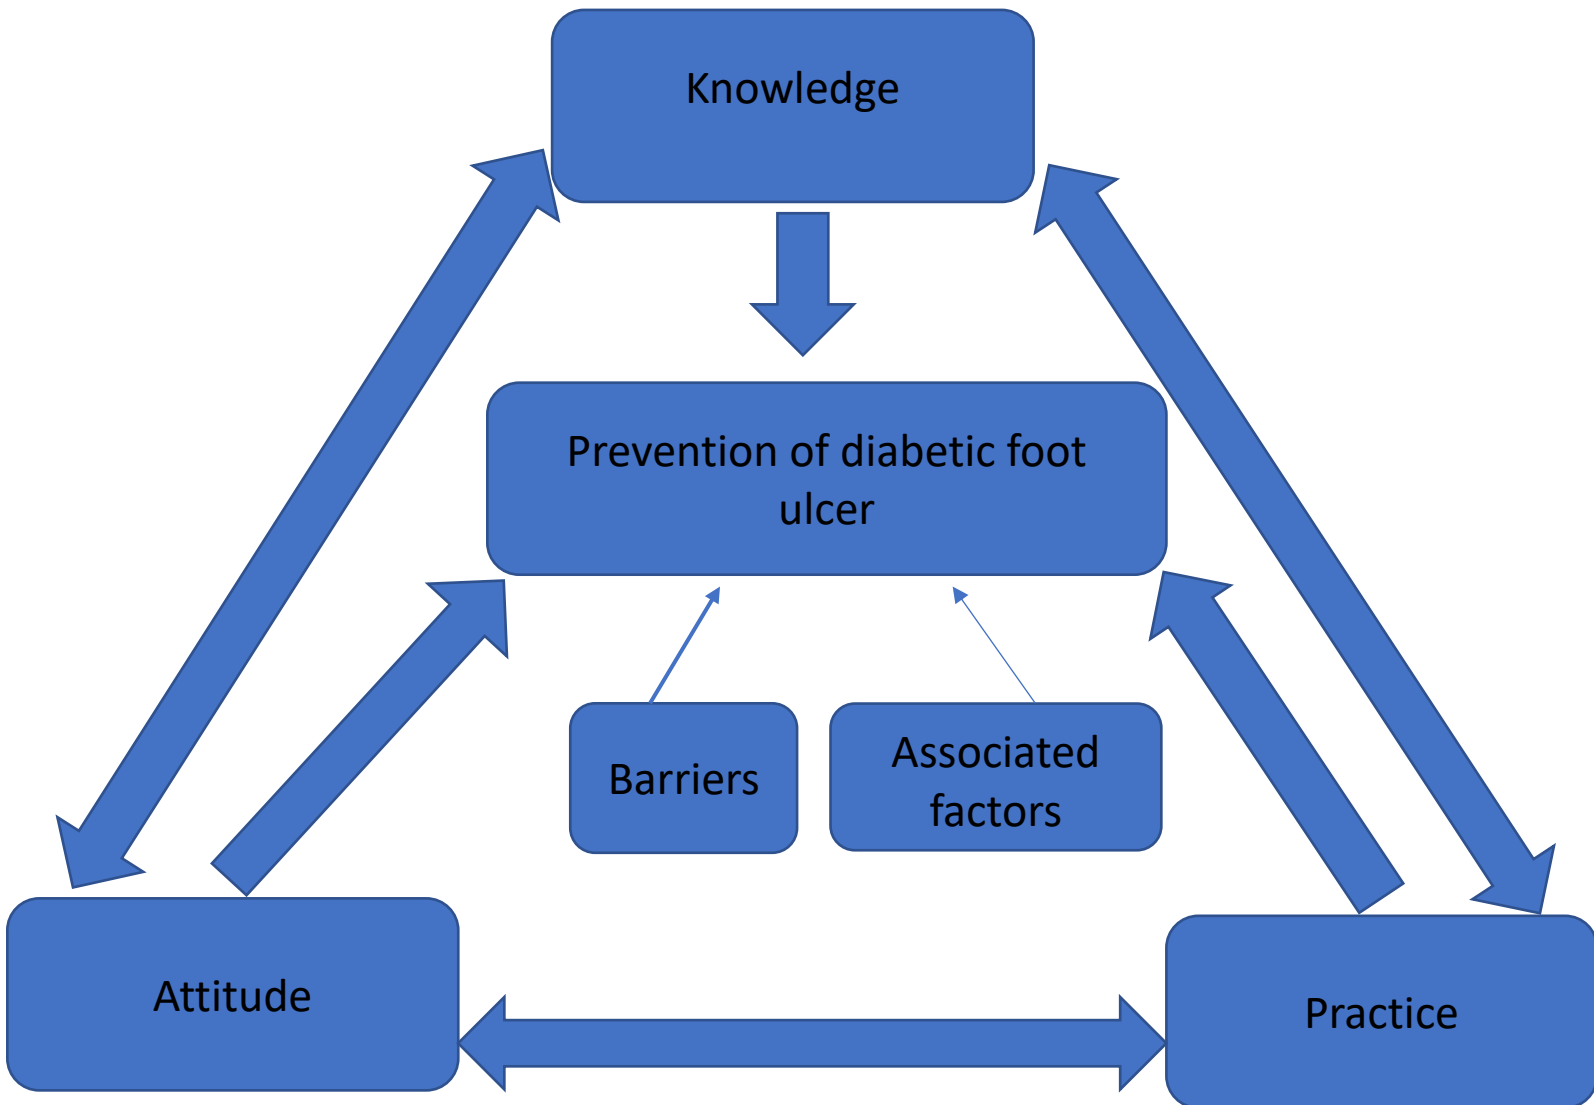 Knowledge
Prevention of diabetic foot
ulcer
Barriers
Associated
factors
Attitude
Practice